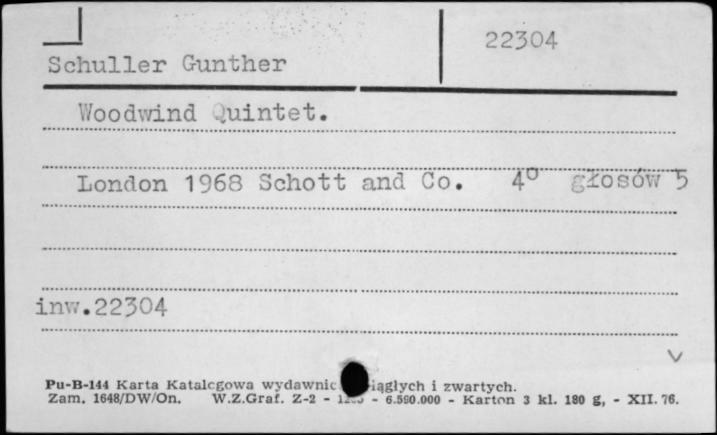 22304
Schuller Gunther
Woodwind Quintet.
London 1968 Schott and Co. 4° głosów 5
inw.22304
Pu-B-144 Karta Katalogowa wydawnic iągłych i zwartych.
Zam. 1648/DW/On. W.Z.Graf. Z-2 - - 6.590.000 - Karton 3 kl. 180 g, - XII. 76.